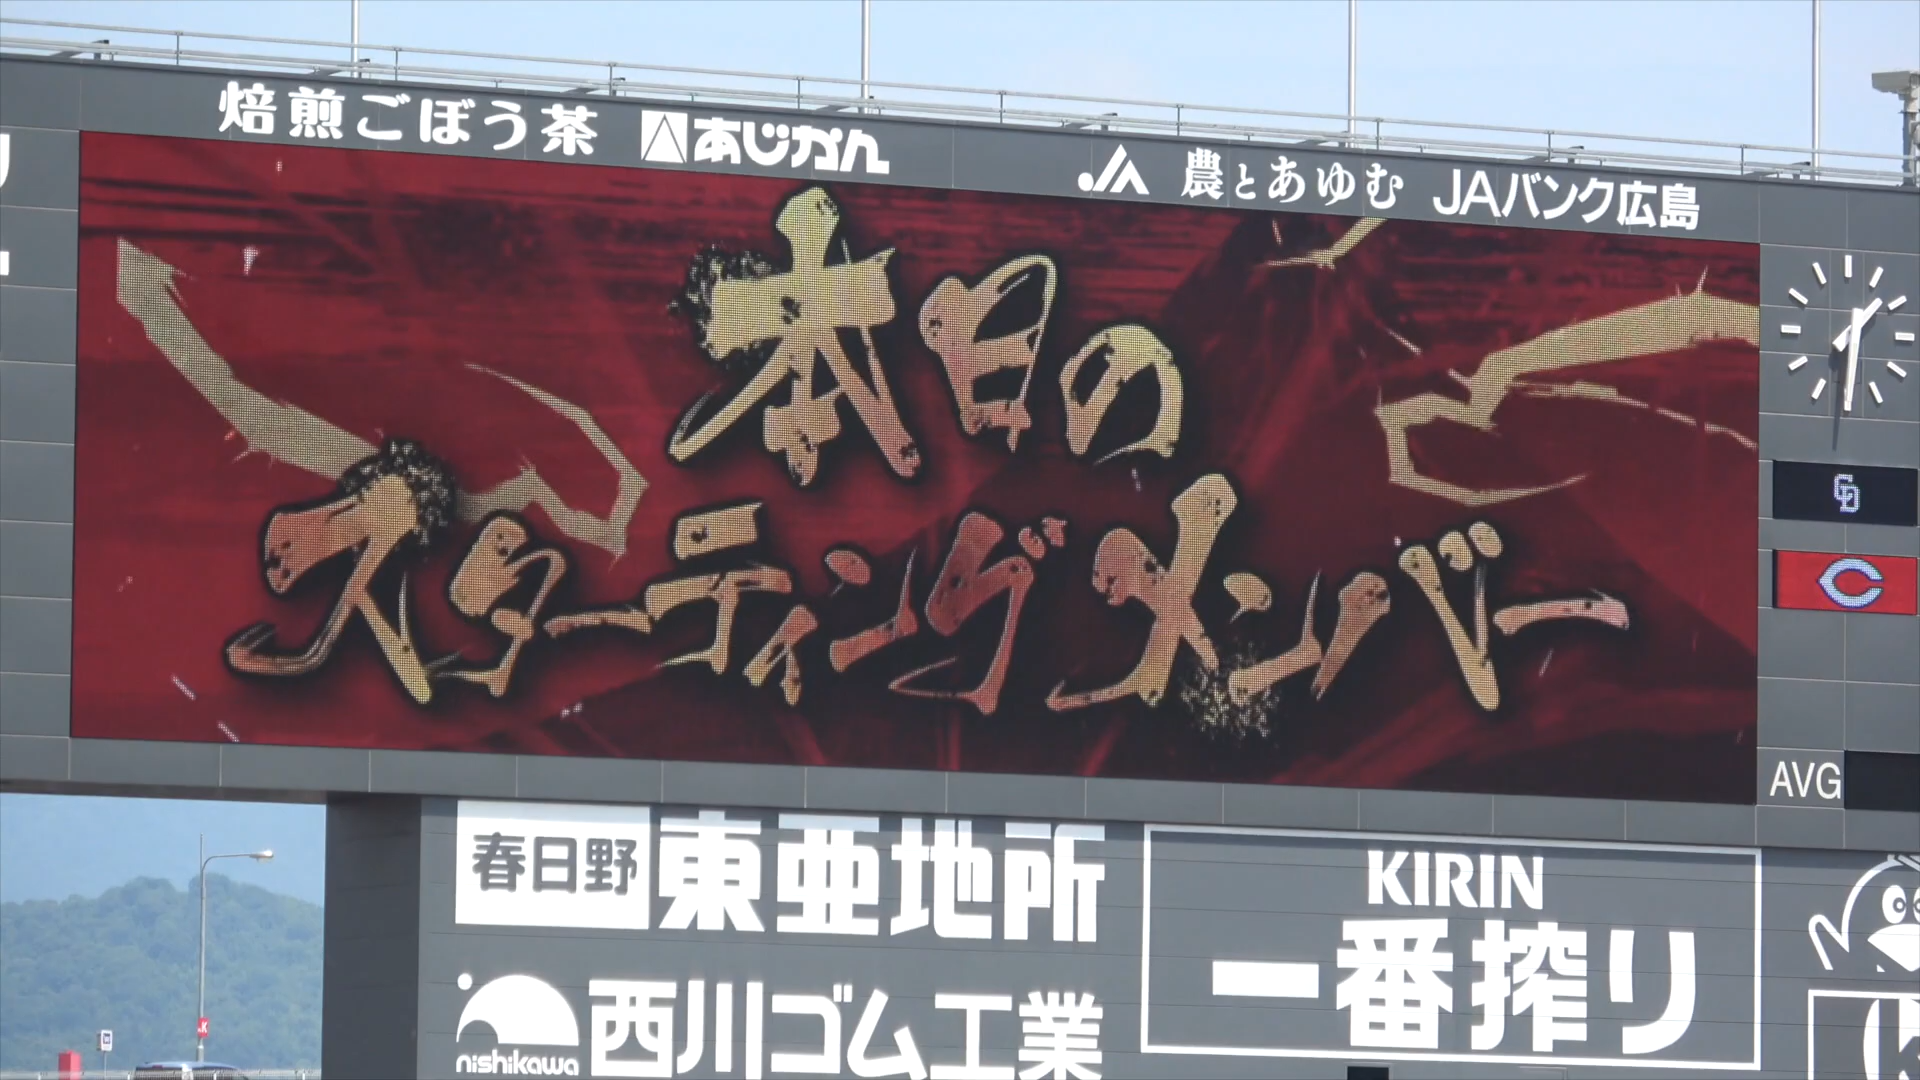 焙煎ごぼう茶 あじかん
JA 農とあゆむ JAバンク広島
本日の
スターティングメンバー
CD
C
AVG
春日野 東亜地所
KIRIN
一番搾り
nishikawa 西川ゴム工業